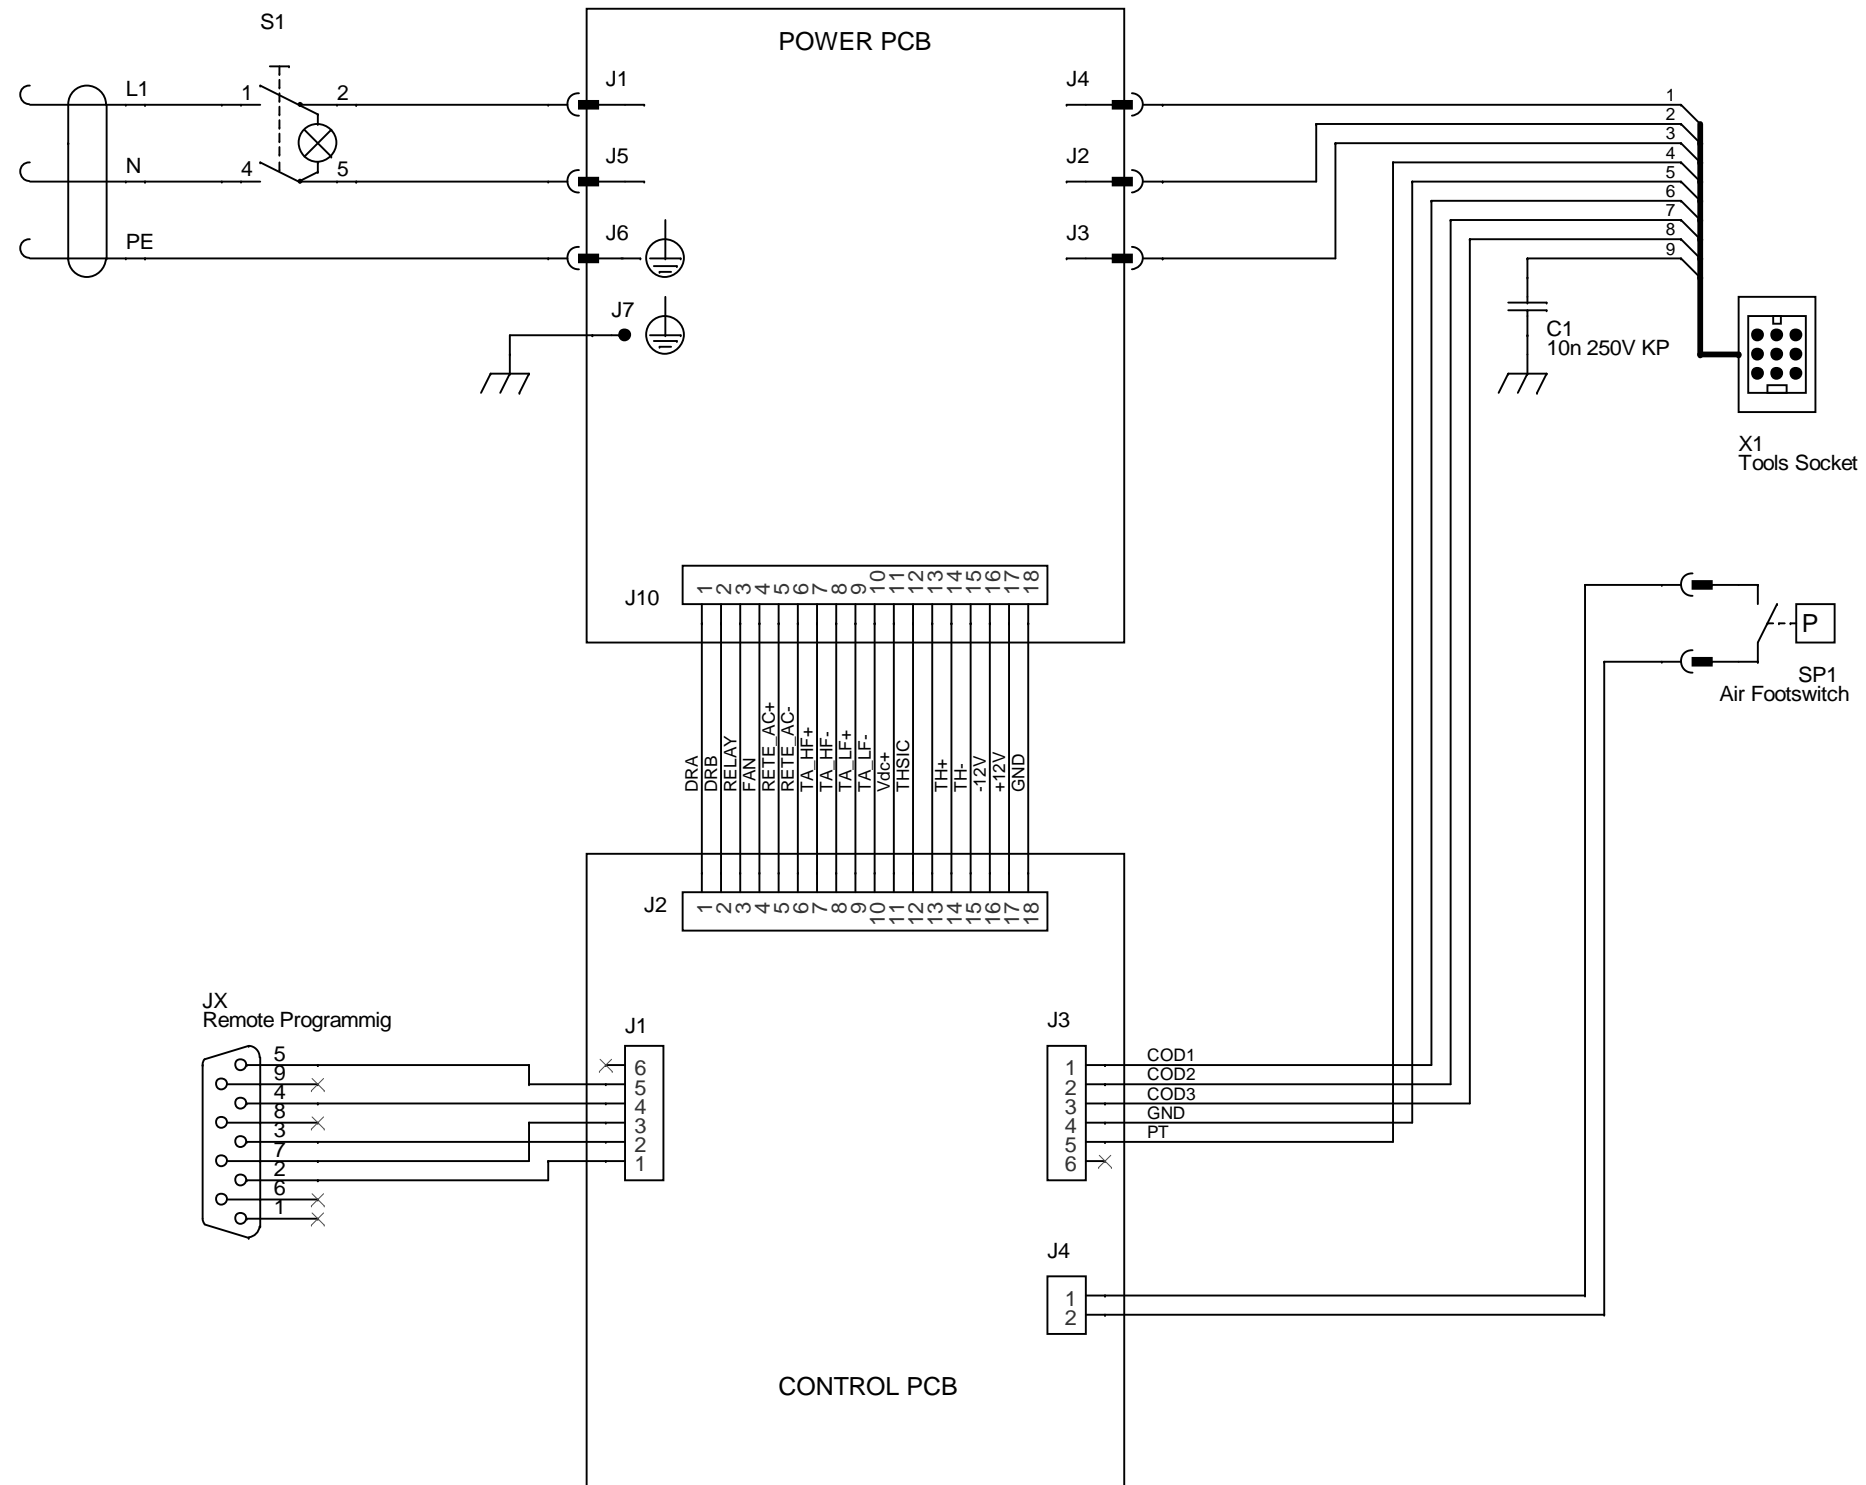 S1
POWER PCB
L1
1
2
J1
J4
N
4
5
J5
J2
PE
J6
J3
J7
1
2
3
4
5
6
7
8
9
C1
10n 250V KP
X1
Tools Socket
J10
1 2 3 4 5 6 7 8 9 10 11 12 13 14 15 16 17 18
P
SP1
Air Footswitch
DRA
DRB
RELAY
FAN
RETE_AC+
RETE_AC-
TA_HF+
TA_HF-
TA_LF+
TA_LF-
Vdc+
THSIC
TH+
TH-
-12V
+12V
GND
J2
1 2 3 4 5 6 7 8 9 10 11 12 13 14 15 16 17 18
JX
Remote Programmig
5
9
4
8
3
7
2
6
1
J1
6
5
4
3
2
1
J3
1
2
3
4
5
6
COD1
COD2
COD3
GND
PT
J4
1
2
CONTROL PCB